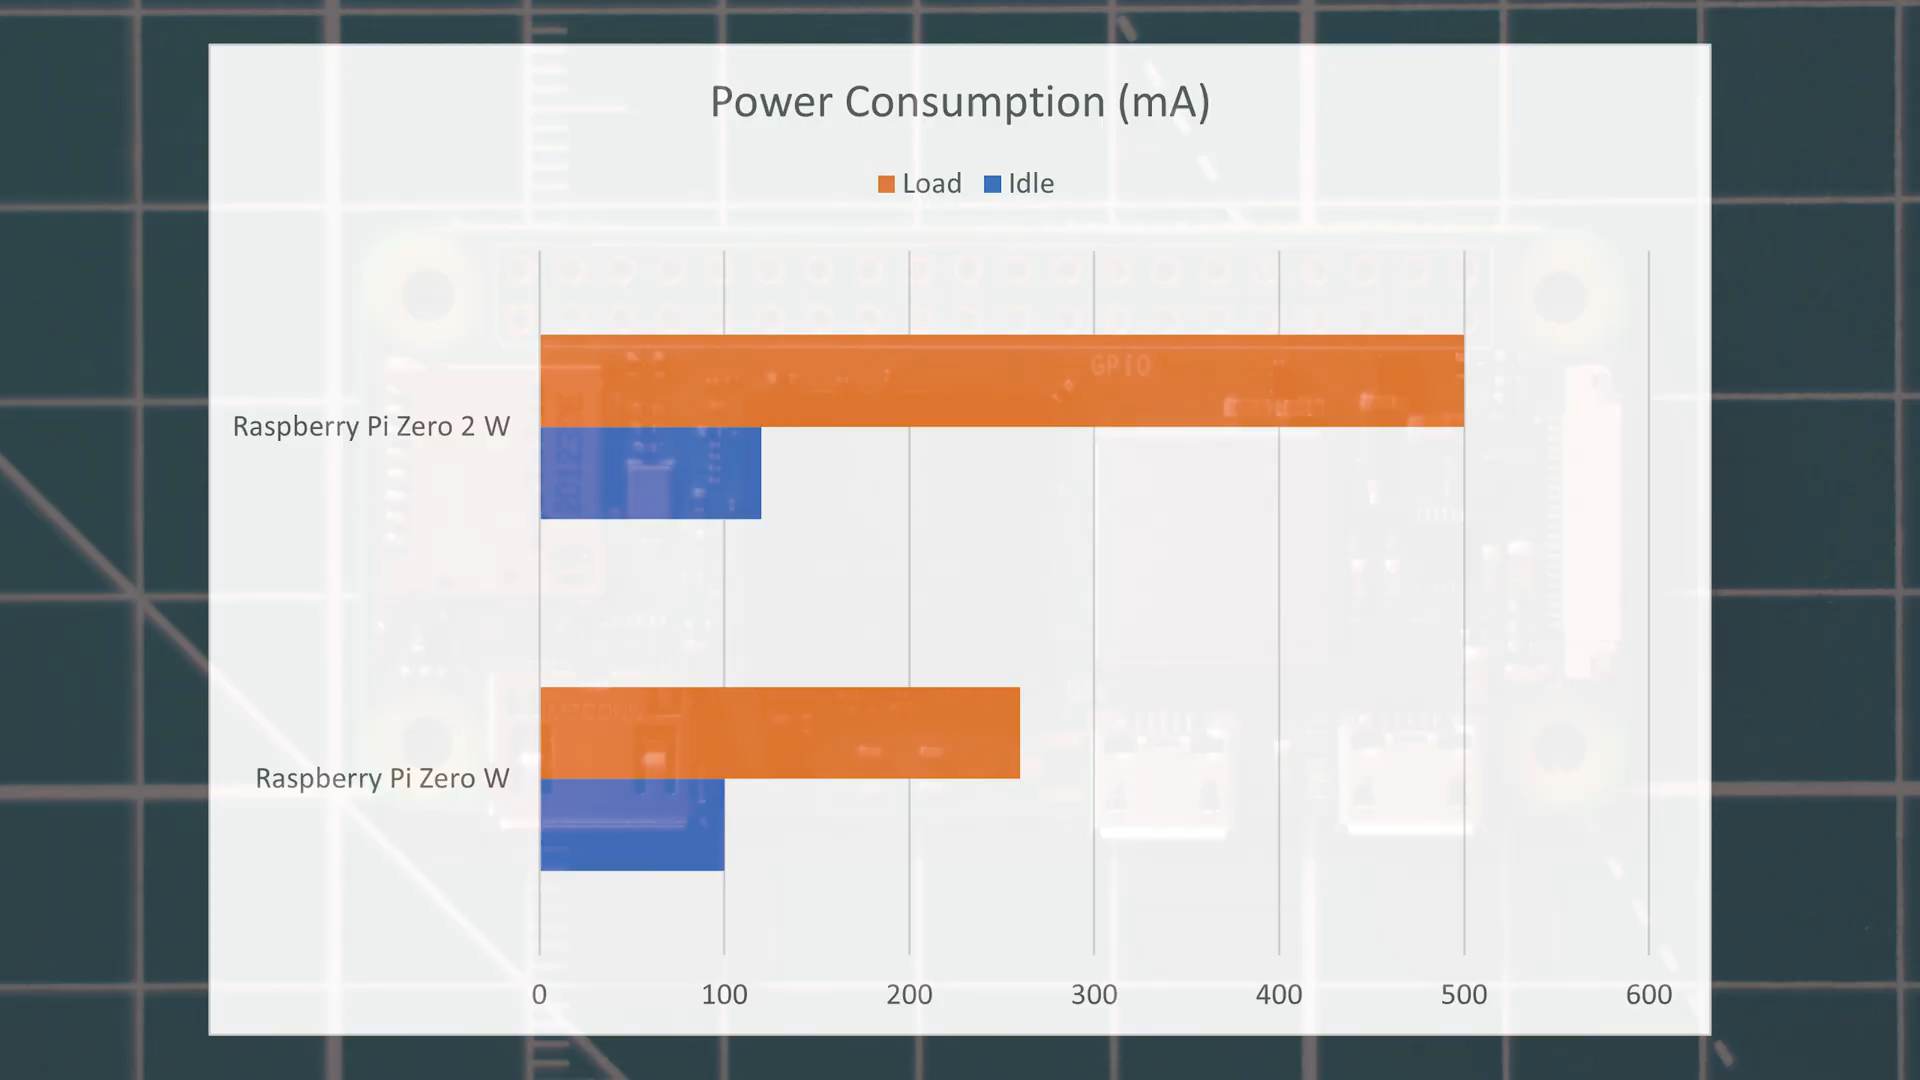 Power Consumption (mA)
Load Idle
GPIO
Raspberry Pi Zero 2 W
Raspberry Pi Zero W
0 100 200 300 400 500 600